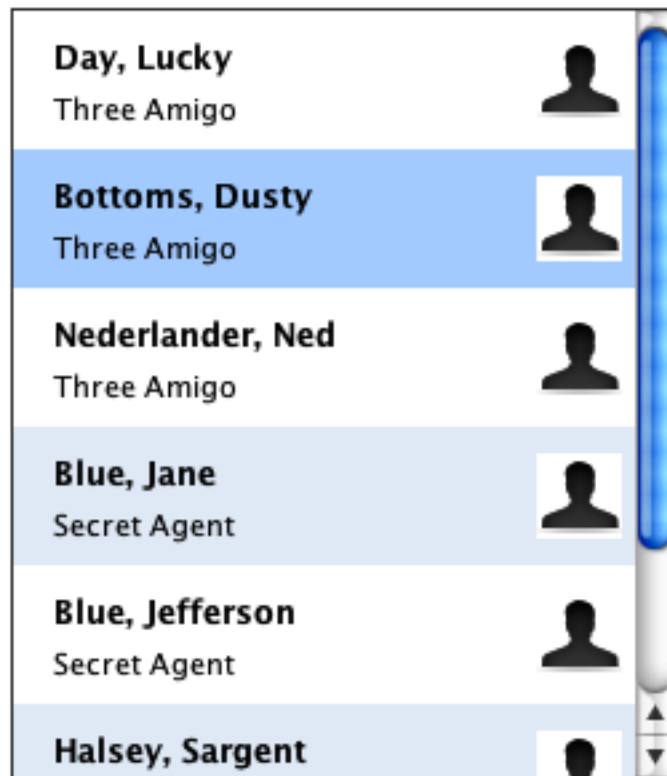 Day, Lucky
Three Amigo
Bottoms, Dusty
Three Amigo
Nederlander, Ned
Three Amigo
Blue, Jane
Secret Agent
Blue, Jefferson
Secret Agent
Halsey, Sargent